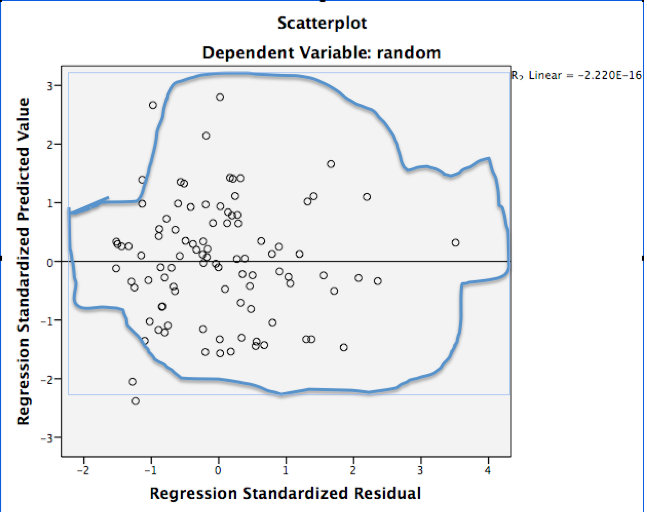 Scatterplot
Dependent Variable: random
R₂ Linear = -2.220E-16
Regression Standardized Predicted Value
3
2
1
0
-1
-2
-3
-2 -1 0 1 2 3 4
Regression Standardized Residual